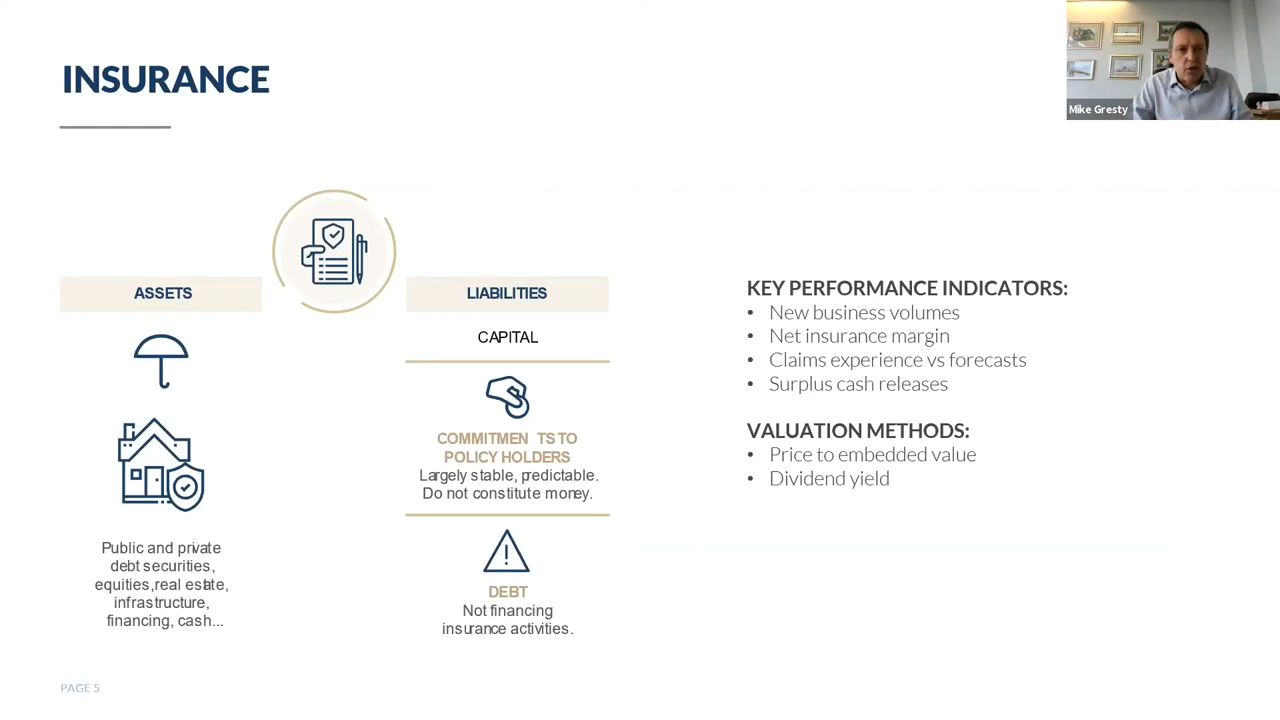 INSURANCE
Mike Gresty
ASSETS
Public and private
debt securities,
equities,real estate,
infrastructure,
financing, cash...
LIABILITIES
CAPITAL
COMMITMEN TS TO
POLICY HOLDERS
Largely stable, predictable.
Do not constitute money.
DEBT
Not financing
insurance activities.
KEY PERFORMANCE INDICATORS:
• New business volumes
• Net insurance margin
• Claims experience vs forecasts
• Surplus cash releases
VALUATION METHODS:
• Price to embedded value
• Dividend yield
PAGE 5